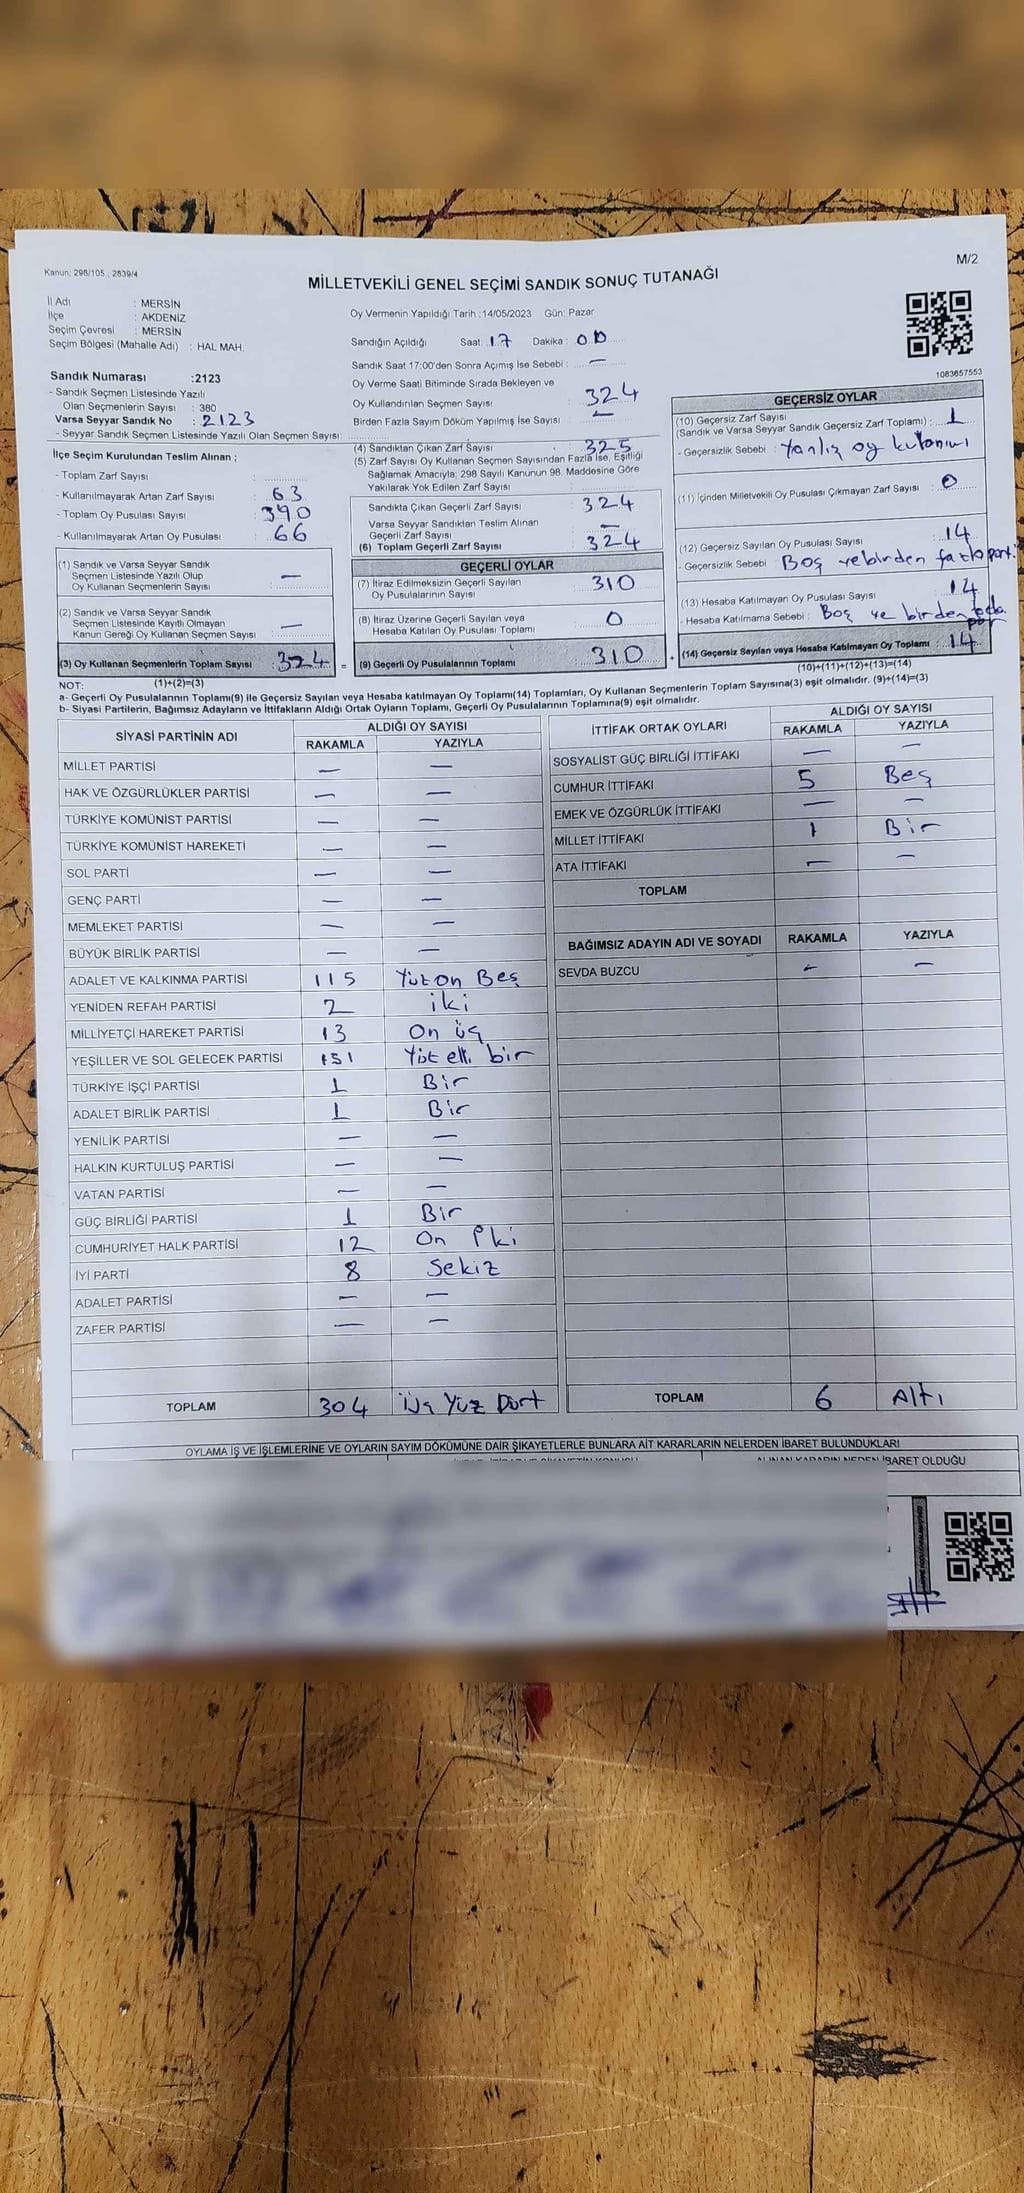 M/2
Kanun: 298/105 , 2839/4
MİLLETVEKİLİ GENEL SEÇİMİ SANDIK SONUÇ TUTANAĞI
İl Adı : MERSİN
İlçe : AKDENİZ
Seçim Çevresi : MERSİN
Seçim Bölgesi (Mahalle Adı) : HAL MAH.
Sandık Numarası :2123
- Sandık Seçmen Listesinde Yazılı
Olan Seçmenlerin Sayısı : 380
Varsa Seyyar Sandık No : 2123
- Seyyar Sandık Seçmen Listesinde Yazılı Olan Seçmen Sayısı:
İlçe Seçim Kurulundan Teslim Alınan ;
- Toplam Zarf Sayısı :
- Kullanılmayarak Artan Zarf Sayısı : 63
- Toplam Oy Pusulası Sayısı : 390
- Kullanılmayarak Artan Oy Pusulası : 66
(1) Sandık ve Varsa Seyyar Sandık
Seçmen Listesinde Yazılı Olup
Oy Kullanan Seçmenlerin Sayısı : —
(2) Sandık ve Varsa Seyyar Sandık
Seçmen Listesinde Kayıtlı Olmayan
Kanun Gereği Oy Kullanan Seçmen Sayısı : —
(3) Oy Kullanan Seçmenlerin Toplam Sayısı : 324 =
(1)+(2)=(3)
Oy Vermenin Yapıldığı Tarih :14/05/2023 Gün: Pazar
Sandığın Açıldığı Saat: 17 Dakika : 00
Sandık Saat 17:00'den Sonra Açımış İse Sebebi : —
Oy Verme Saati Bitiminde Sırada Bekleyen ve
Oy Kullandırılan Seçmen Sayısı : 324
Birden Fazla Sayım Döküm Yapılmış İse Sayısı : —
(4) Sandıktan Çıkan Zarf Sayısı : 325
(5) Zarf Sayısı Oy Kullanan Seçmen Sayısından Fazla İse, Eşitliği
Sağlamak Amacıyla; 298 Sayılı Kanunun 98. Maddesine Göre
Yakılarak Yok Edilen Zarf Sayısı :
Sandıkta Çıkan Geçerli Zarf Sayısı : 324
Varsa Seyyar Sandıktan Teslim Alınan
Geçerli Zarf Sayısı : —
(6) Toplam Geçerli Zarf Sayısı : 324
GEÇERLİ OYLAR
(7) İtiraz Edilmeksizin Geçerli Sayılan
Oy Pusulalarının Sayısı : 310
(8) İtiraz Üzerine Geçerli Sayılan veya
Hesaba Katılan Oy Pusulası Toplamı : 0
(9) Geçerli Oy Pusulalarının Toplamı : 310 +
1083657553
GEÇERSİZ OYLAR
(10) Geçersiz Zarf Sayısı
(Sandık ve Varsa Seyyar Sandık Geçersiz Zarf Toplamı) : 1
- Geçersizlik Sebebi : Yanlış oy kullanımı
(11) İçinden Milletvekili Oy Pusulası Çıkmayan Zarf Sayısı : 0
(12) Geçersiz Sayılan Oy Pusulası Sayısı : 14
- Geçersizlik Sebebi : Boş ve birden fazla part.
(13) Hesaba Katılmayan Oy Pusulası Sayısı : 14
- Hesaba Katılmama Sebebi : Boş ve birden
(14) Geçersiz Sayılan veya Hesaba Katılmayan Oy Toplamı : 14
(10)+(11)+(12)+(13)=(14)
NOT:
a- Geçerli Oy Pusulalarının Toplamı(9) ile Geçersiz Sayılan veya Hesaba katılmayan Oy Toplamı(14) Toplamları, Oy Kullanan Seçmenlerin Toplam Sayısına(3) eşit olmalıdır. (9)+(14)=(3)
b- Siyasi Partilerin, Bağımsız Adayların ve İttifakların Aldığı Ortak Oyların Toplamı, Geçerli Oy Pusulalarının Toplamına(9) eşit olmalıdır.
SİYASİ PARTİNİN ADI ALDIĞI OY SAYISI
RAKAMLA YAZIYLA
MİLLET PARTİSİ — —
HAK VE ÖZGÜRLÜKLER PARTİSİ — —
TÜRKİYE KOMÜNİST PARTİSİ — —
TÜRKİYE KOMÜNİST HAREKETİ — —
SOL PARTİ — —
GENÇ PARTİ — —
MEMLEKET PARTİSİ — —
BÜYÜK BİRLİK PARTİSİ — —
ADALET VE KALKINMA PARTİSİ 115 Yüz on Beş
YENİDEN REFAH PARTİSİ 2 iki
MİLLİYETÇİ HAREKET PARTİSİ 13 On üç
YEŞİLLER VE SOL GELECEK PARTİSİ 151 Yüz elli bir
TÜRKİYE İŞÇİ PARTİSİ 1 Bir
ADALET BİRLİK PARTİSİ 1 Bir
YENİLİK PARTİSİ — —
HALKIN KURTULUŞ PARTİSİ — —
VATAN PARTİSİ — —
GÜÇ BİRLİĞİ PARTİSİ 1 Bir
CUMHURİYET HALK PARTİSİ 12 On İki
İYİ PARTİ 8 Sekiz
ADALET PARTİSİ — —
ZAFER PARTİSİ — —
TOPLAM 304 Üç Yüz Dört
İTTİFAK ORTAK OYLARI ALDIĞI OY SAYISI
RAKAMLA YAZIYLA
SOSYALİST GÜÇ BİRLİĞİ İTTİFAKI — —
CUMHUR İTTİFAKI 5 Beş
EMEK VE ÖZGÜRLÜK İTTİFAKI — —
MİLLET İTTİFAKI 1 Bir
ATA İTTİFAKI — —
TOPLAM
BAĞIMSIZ ADAYIN ADI VE SOYADI RAKAMLA YAZIYLA
SEVDA BUZCU — —
TOPLAM 6 Altı
OYLAMA İŞ VE İŞLEMLERİNE VE OYLARIN SAYIM DÖKÜMÜNE DAİR ŞİKAYETLERLE BUNLARA AİT KARARLARIN NELERDEN İBARET BULUNDUKLARI
ALINAN KARARIN NEDEN İBARET OLDUĞU